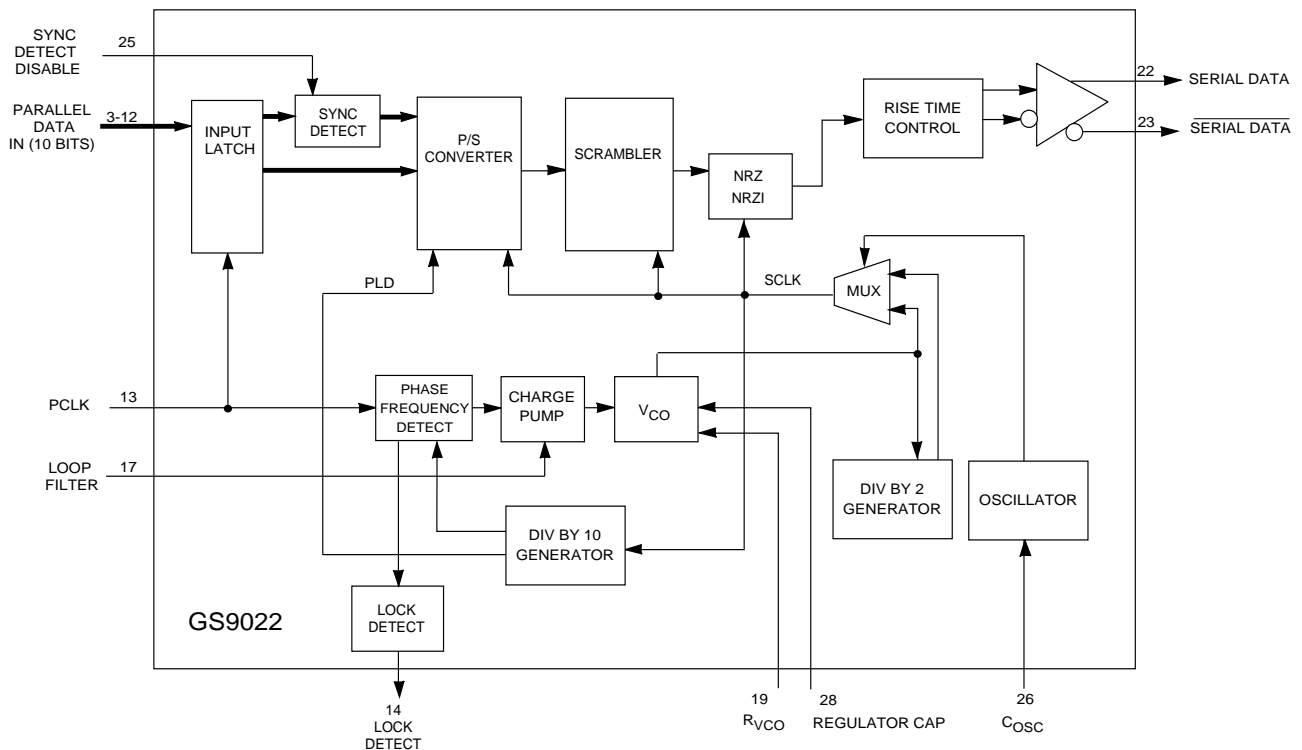 SYNC
DETECT
DISABLE
25
PARALLEL
DATA
IN (10 BITS)
3-12
INPUT
LATCH
SYNC
DETECT
P/S
CONVERTER
SCRAMBLER
NRZ
NRZI
RISE TIME
CONTROL
22
SERIAL DATA
23
SERIAL DATA
PLD
SCLK
MUX
PCLK
13
PHASE
FREQUENCY
DETECT
CHARGE
PUMP
VCO
LOOP
FILTER
17
DIV BY 2
GENERATOR
OSCILLATOR
DIV BY 10
GENERATOR
LOCK
DETECT
GS9022
14
LOCK
DETECT
19
RVCO
28
REGULATOR CAP
26
COSC